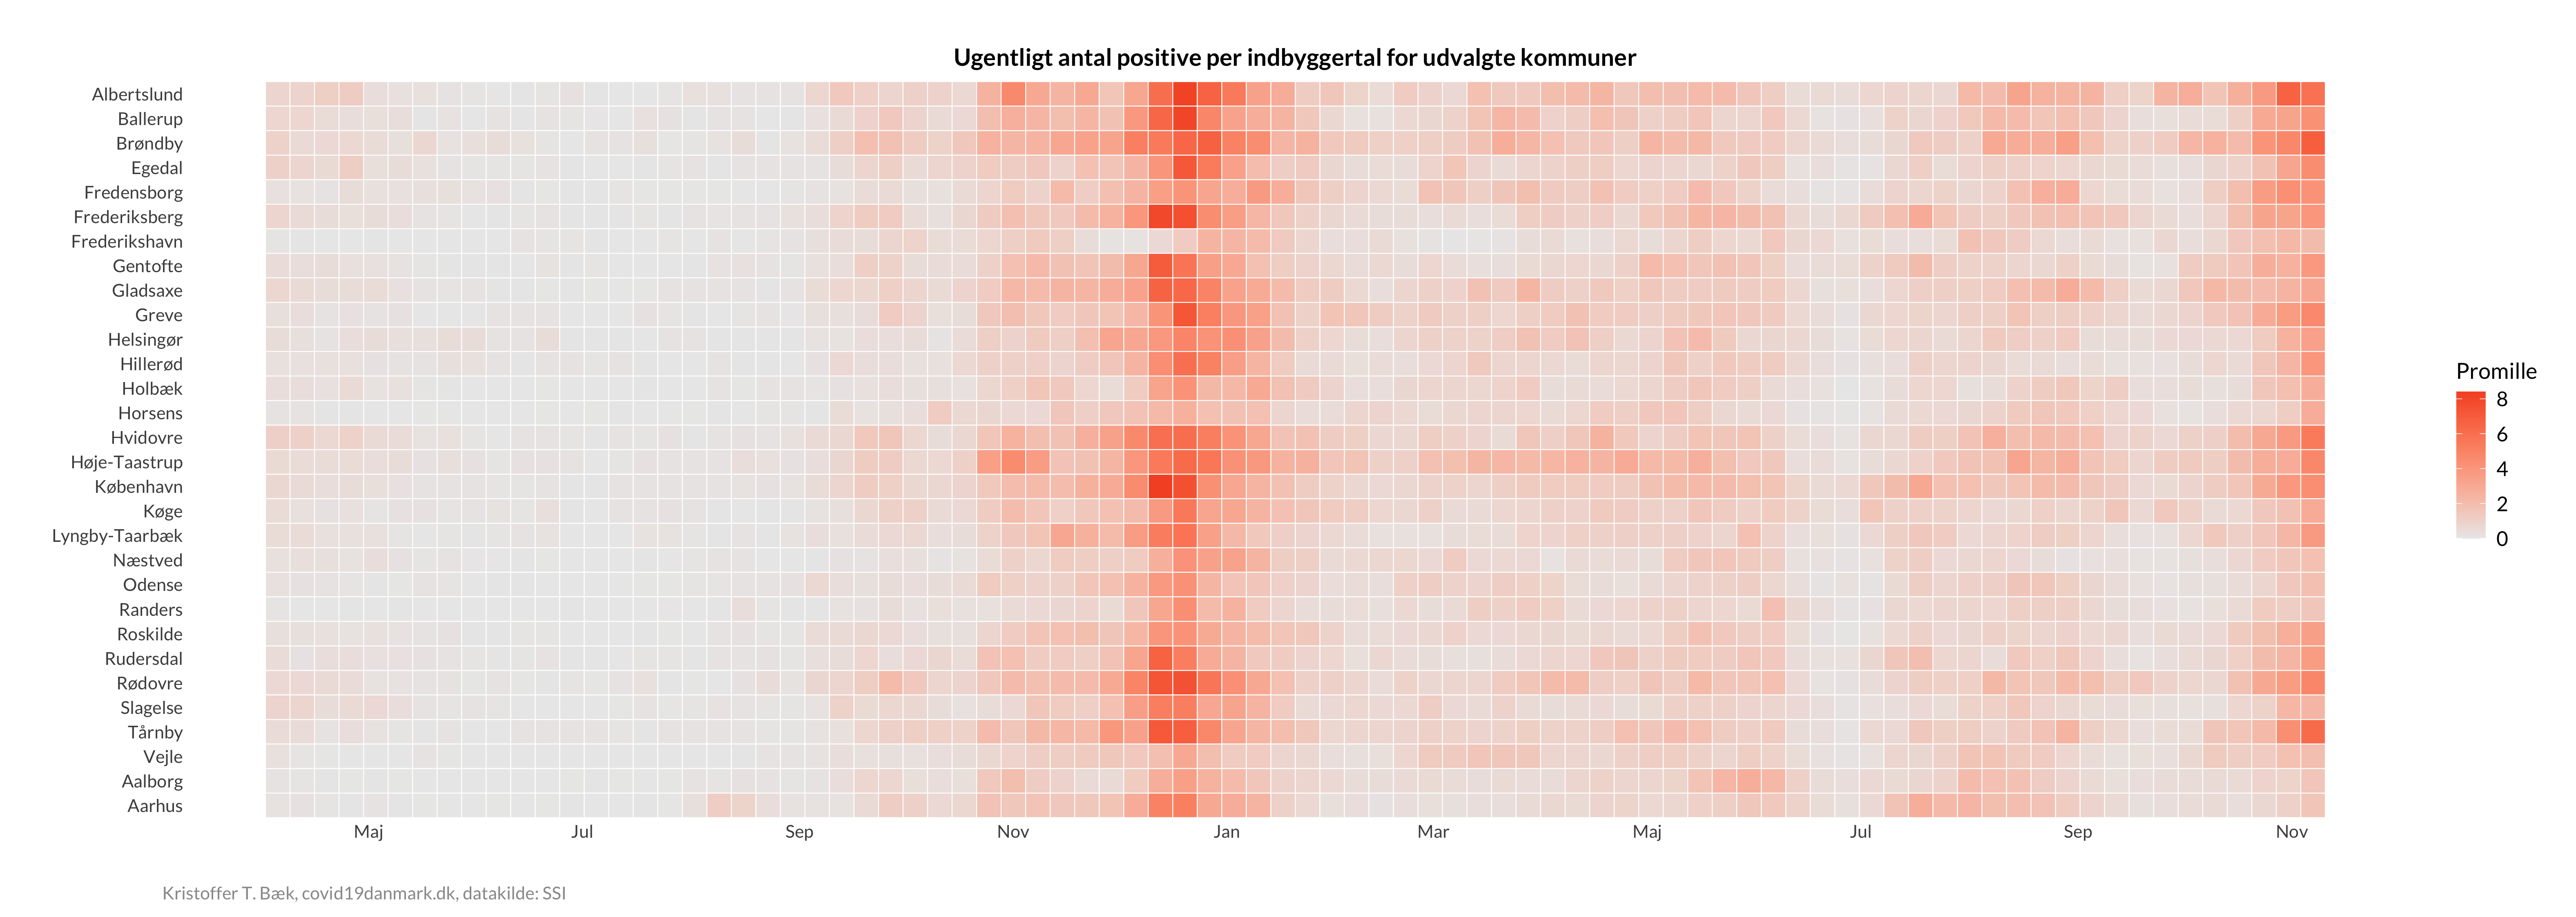 Ugentligt antal positive per indbyggertal for udvalgte kommuner
Albertslund
Ballerup
Brøndby
Egedal
Fredensborg
Frederiksberg
Frederikshavn
Gentofte
Gladsaxe
Greve
Helsingør
Hillerød
Holbæk
Horsens
Hvidovre
Høje-Taastrup
København
Køge
Lyngby-Taarbæk
Næstved
Odense
Randers
Roskilde
Rudersdal
Rødovre
Slagelse
Tårnby
Vejle
Aalborg
Aarhus
Maj Jul Sep Nov Jan Mar Maj Jul Sep Nov
Promille
8
6
4
2
0
Kristoffer T. Bæk, covid19danmark.dk, datakilde: SSI